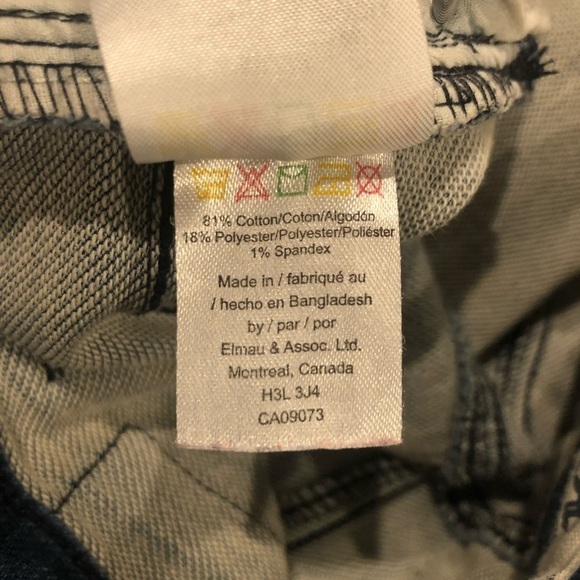 81% Cotton/Coton/Algodón
18% Polyester/Polyester/Poliéster
1% Spandex
Made in / fabriqué au
/ hecho en Bangladesh
by / par / por
Elmau & Assoc. Ltd.
Montreal, Canada
H3L 3J4
CA09073